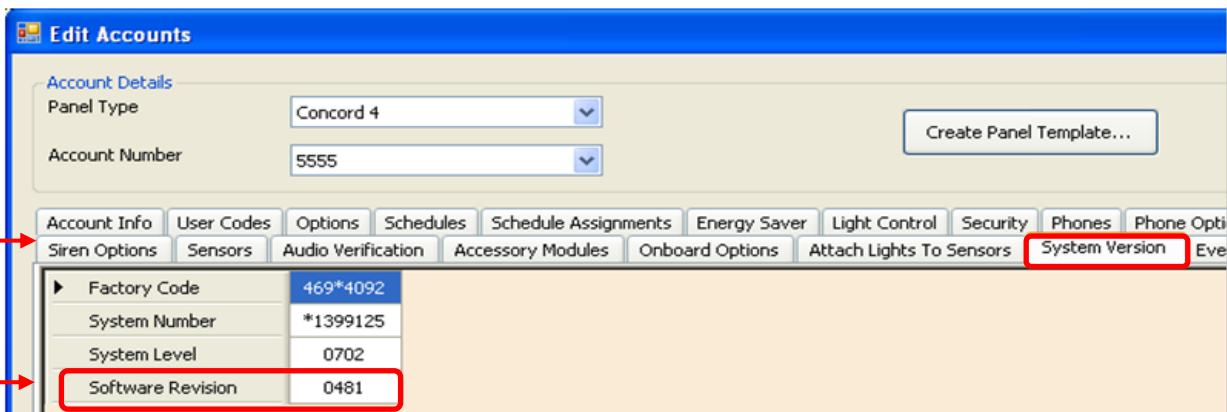 Edit Accounts
Account Details
Panel Type Concord 4
Create Panel Template...
Account Number 5555
Account Info User Codes Options Schedules Schedule Assignments Energy Saver Light Control Security Phones Phone Opti
Siren Options Sensors Audio Verification Accessory Modules Onboard Options Attach Lights To Sensors System Version Eve
Factory Code 469*4092
System Number *1399125
System Level 0702
Software Revision 0481